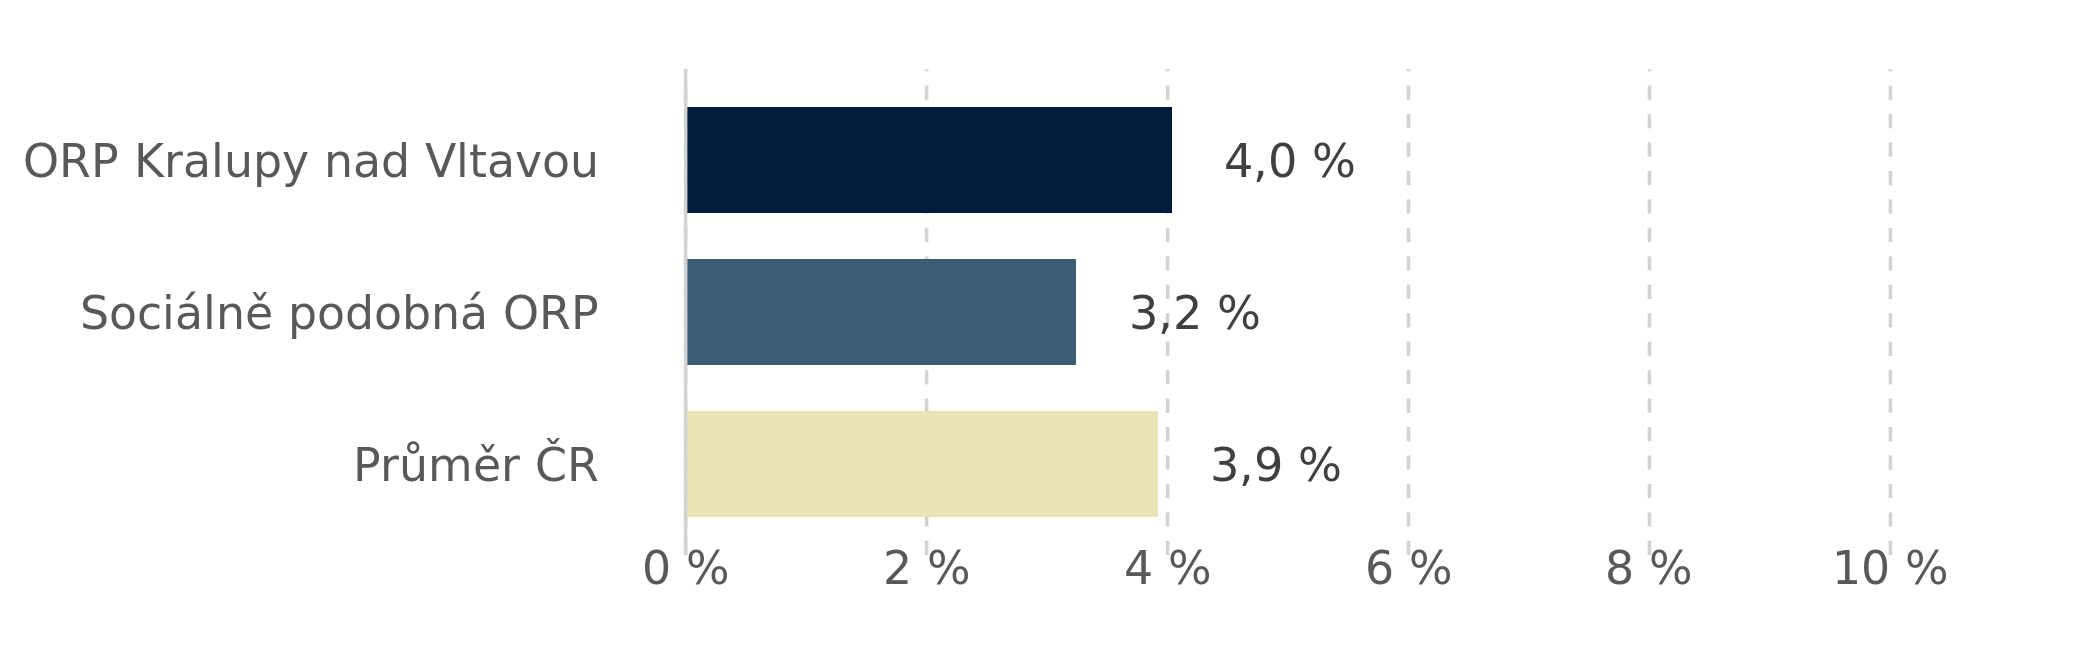 ORP Kralupy nad Vltavou 4,0 %
Sociálně podobná ORP 3,2 %
Průměr ČR 3,9 %
0 % 2 % 4 % 6 % 8 % 10 %